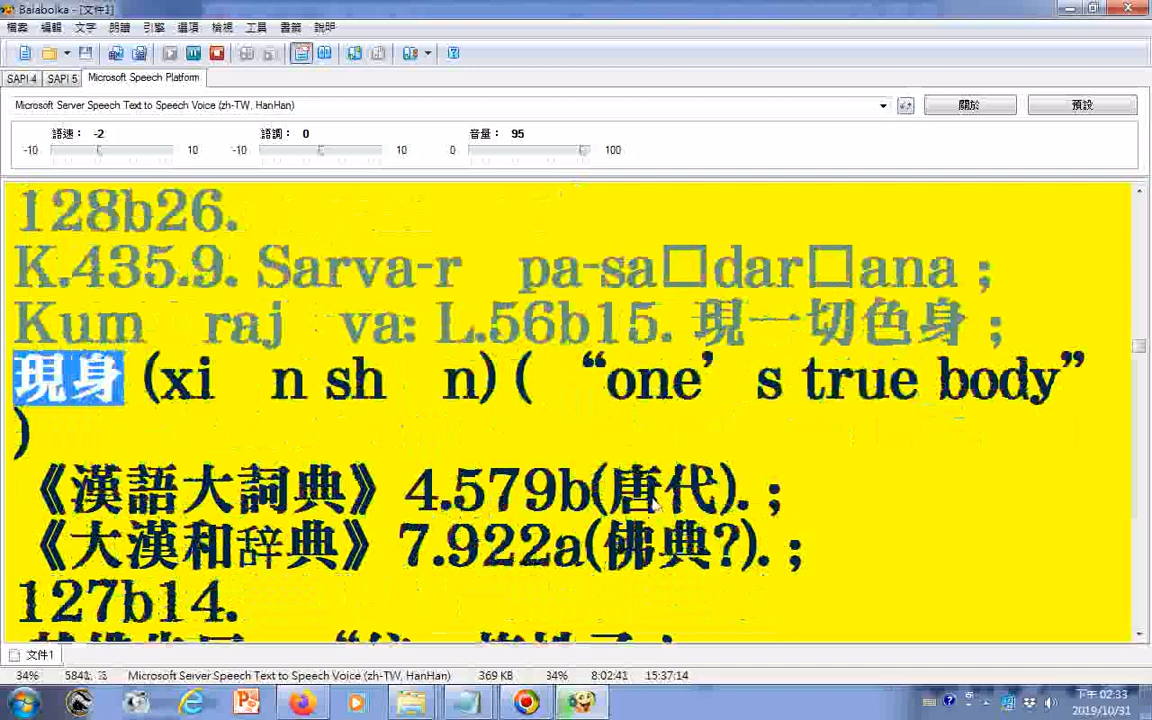 Balabolka - [文件1]
檔案 編輯 文字 朗讀 引擎 選項 檢視 工具 書籤 說明
SAPI 4 SAPI 5 Microsoft Speech Platform
Microsoft Server Speech Text to Speech Voice (zh-TW, HanHan)
關於 預設
語速： -2 語調： 0 音量： 95
-10 10 -10 10 0 100
128b26.
K.435.9. Sarva-r pa-sa□dar□ana；
Kum raj va: L.56b15. 現一切色身；
現身 (xi n sh n) ( “one’s true body”
)
《漢語大詞典》 4.579b(唐代).；
《大漢和辞典》 7.922a(佛典?).；
127b14.
文件1
34% Microsoft Server Speech Text to Speech Voice (zh-TW, HanHan) 369 KB 34% 8:02:41 15:37:14
下午 02:33
2019/10/31